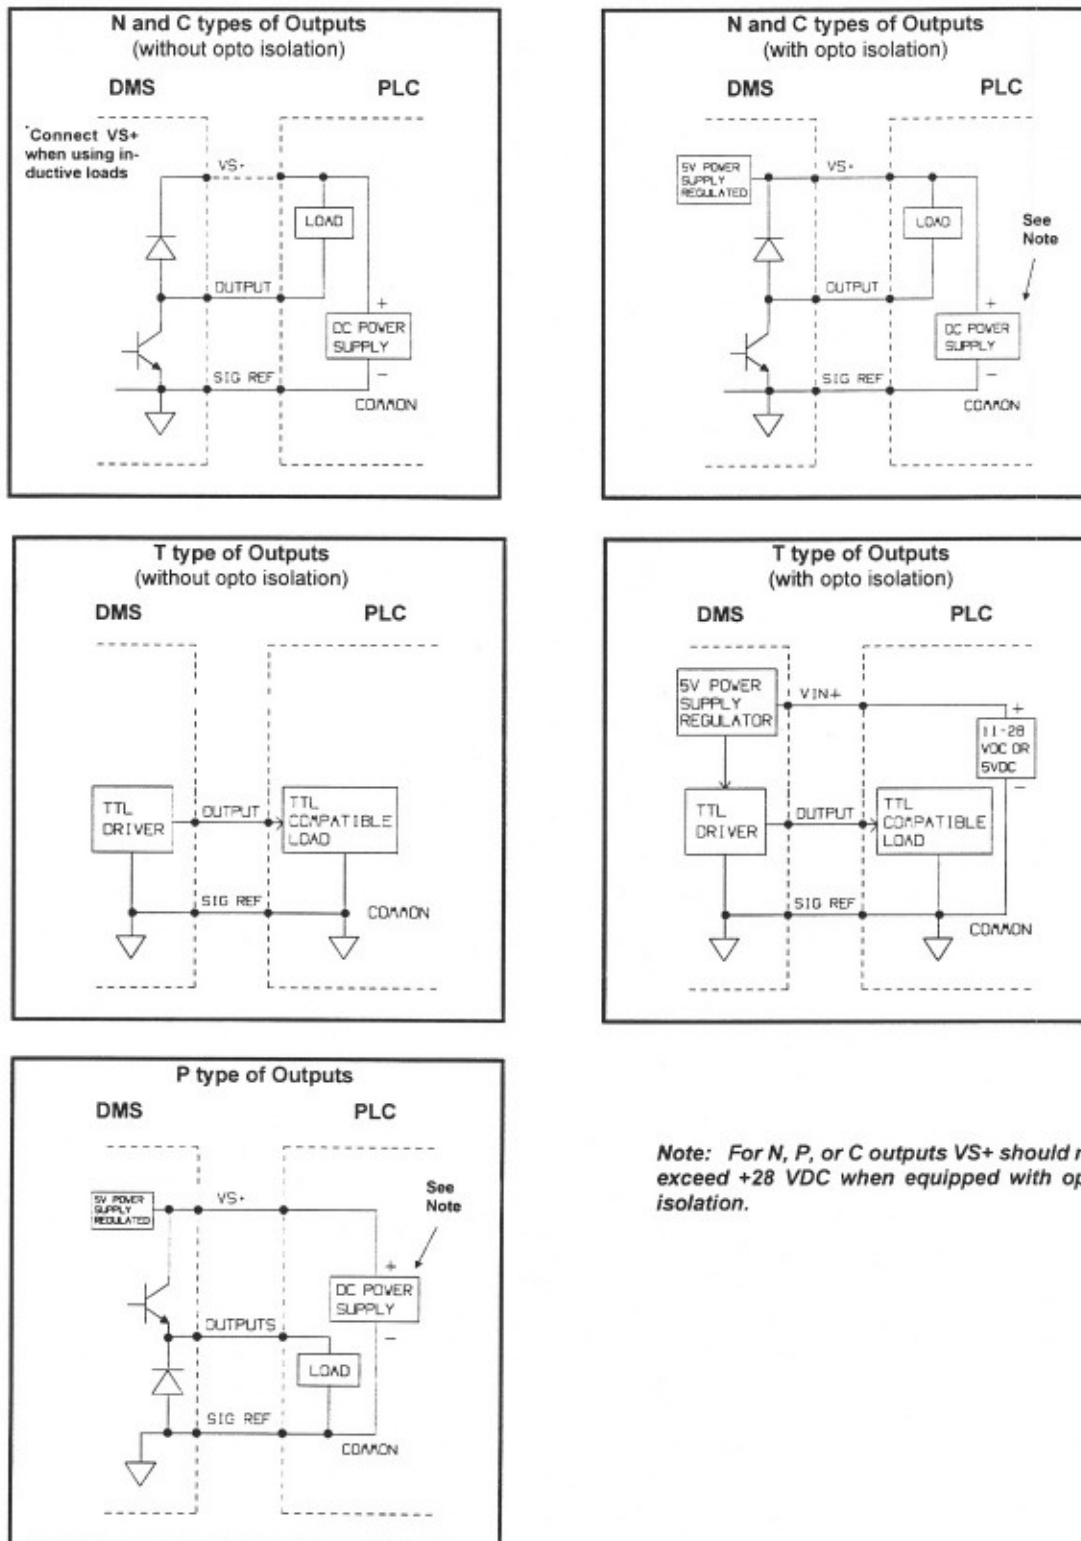 N and C types of Outputs
(without opto isolation)
DMS
PLC
*Connect VS+
when using in-
ductive loads
VS+
LOAD
OUTPUT
+
DC POWER
SUPPLY
-
SIG REF
COMMON
N and C types of Outputs
(with opto isolation)
DMS
PLC
5V POWER
SUPPLY
REGULATED
VS+
LOAD
See
Note
OUTPUT
+
DC POWER
SUPPLY
-
SIG REF
COMMON
T type of Outputs
(without opto isolation)
DMS
PLC
TTL
DRIVER
OUTPUT
TTL
COMPATIBLE
LOAD
SIG REF
COMMON
T type of Outputs
(with opto isolation)
DMS
PLC
5V POWER
SUPPLY
REGULATOR
VIN+
+
11-28
VDC OR
5VDC
-
TTL
DRIVER
OUTPUT
TTL
COMPATIBLE
LOAD
SIG REF
COMMON
P type of Outputs
DMS
PLC
5V POWER
SUPPLY
REGULATED
VS+
See
Note
+
DC POWER
SUPPLY
-
OUTPUTS
LOAD
SIG REF
COMMON
Note: For N, P, or C outputs VS+ should
exceed +28 VDC when equipped with
isolation.